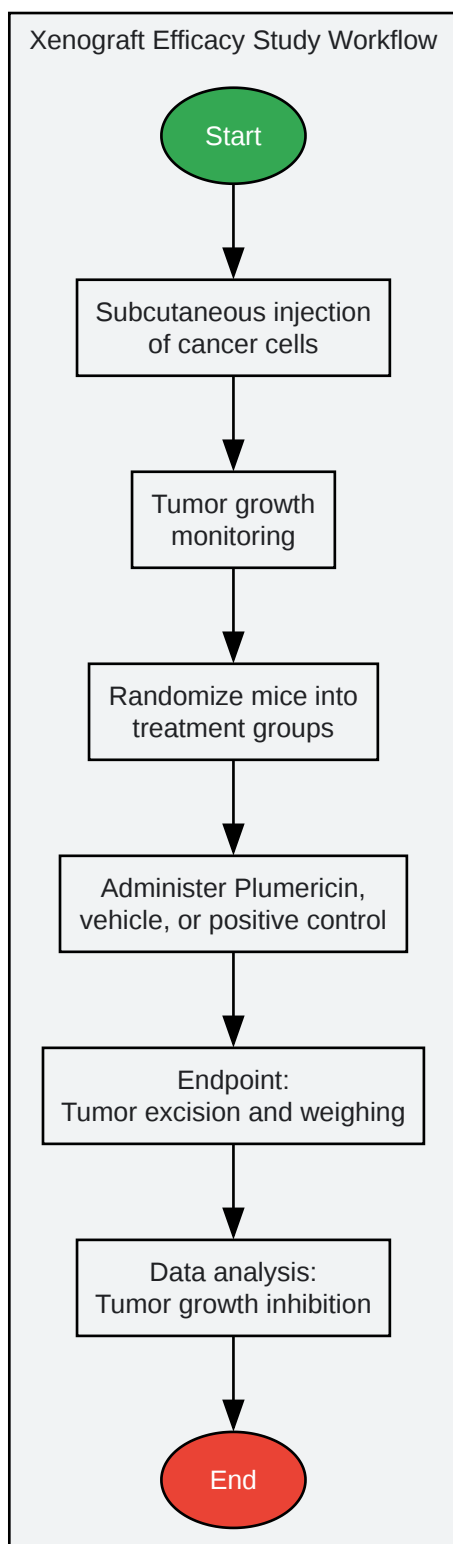 Xenograft Efficacy Study Workflow
Start
Subcutaneous injection
of cancer cells
Tumor growth
monitoring
Randomize mice into
treatment groups
Administer Plumericin,
vehicle, or positive control
Endpoint:
Tumor excision and weighing
Data analysis:
Tumor growth inhibition
End